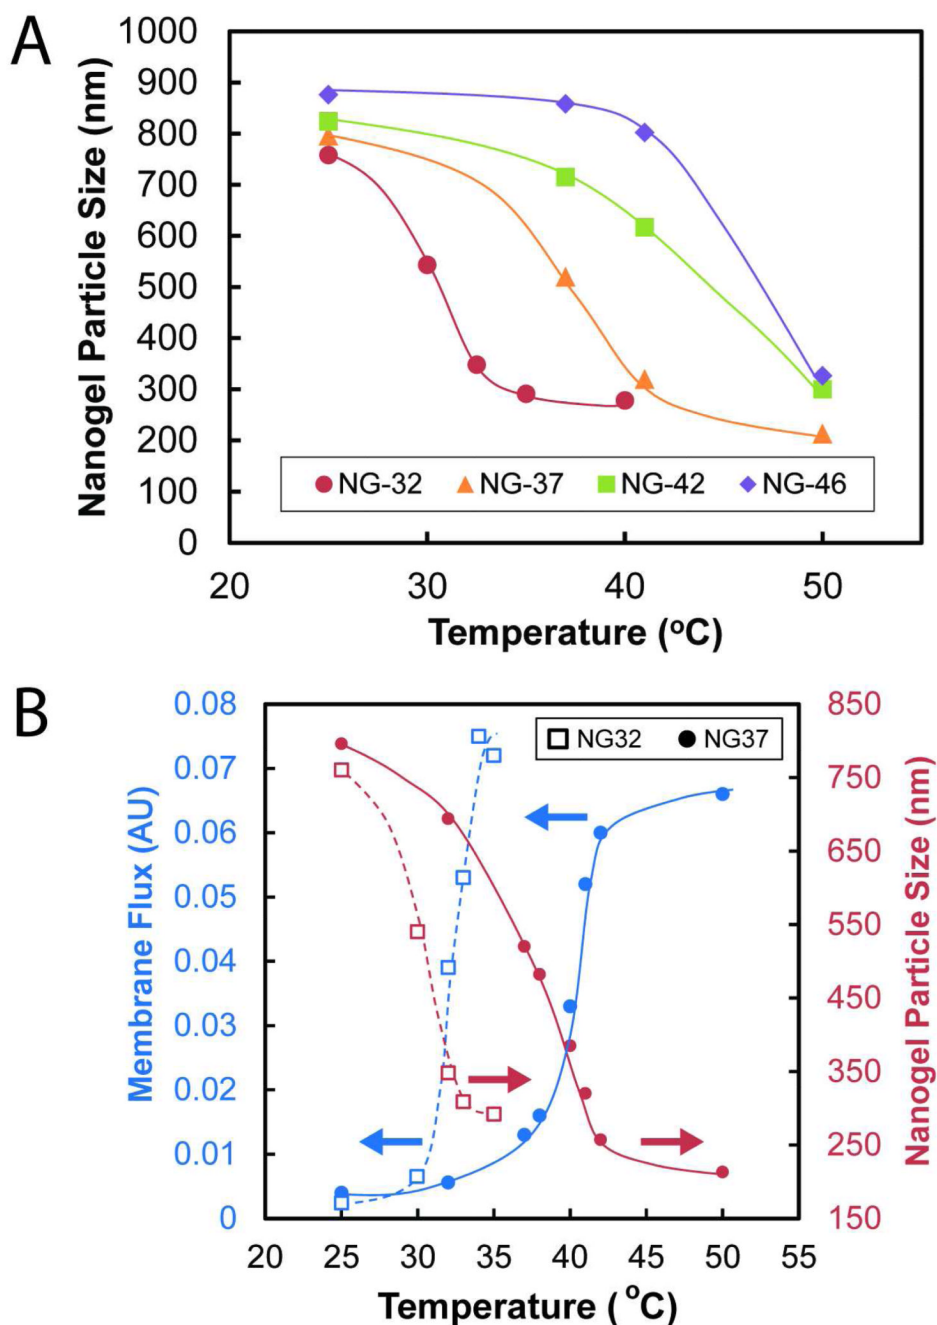 A
Nanogel Particle Size (nm)
1000
900
800
700
600
500
400
300
200
100
0
NG-32 NG-37 NG-42 NG-46
20 30 40 50
Temperature (ºC)
B
Membrane Flux (AU)
0.08
0.07
0.06
0.05
0.04
0.03
0.02
0.01
0
NG32 NG37
850
750
650
550
450
350
250
150
Nanogel Particle Size (nm)
20 25 30 35 40 45 50 55
Temperature ( ºC)